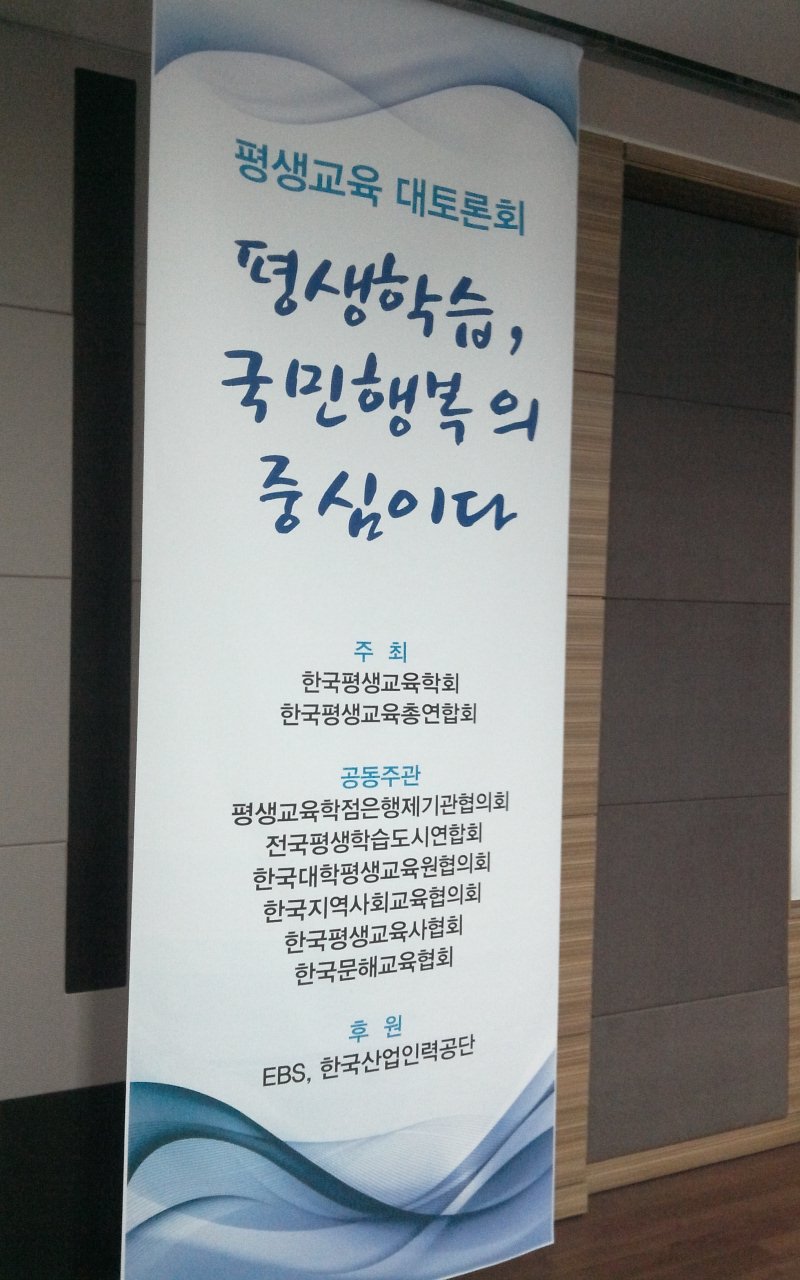 평생교육 대토론회
평생학습,
국민행복의
중심이다
주 최
한국평생교육학회
한국평생교육총연합회
공동주관
평생교육학점은행제기관협의회
전국평생학습도시연합회
한국대학평생교육원협의회
한국지역사회교육협의회
한국평생교육사협회
한국문해교육협회
후 원
EBS, 한국산업인력공단